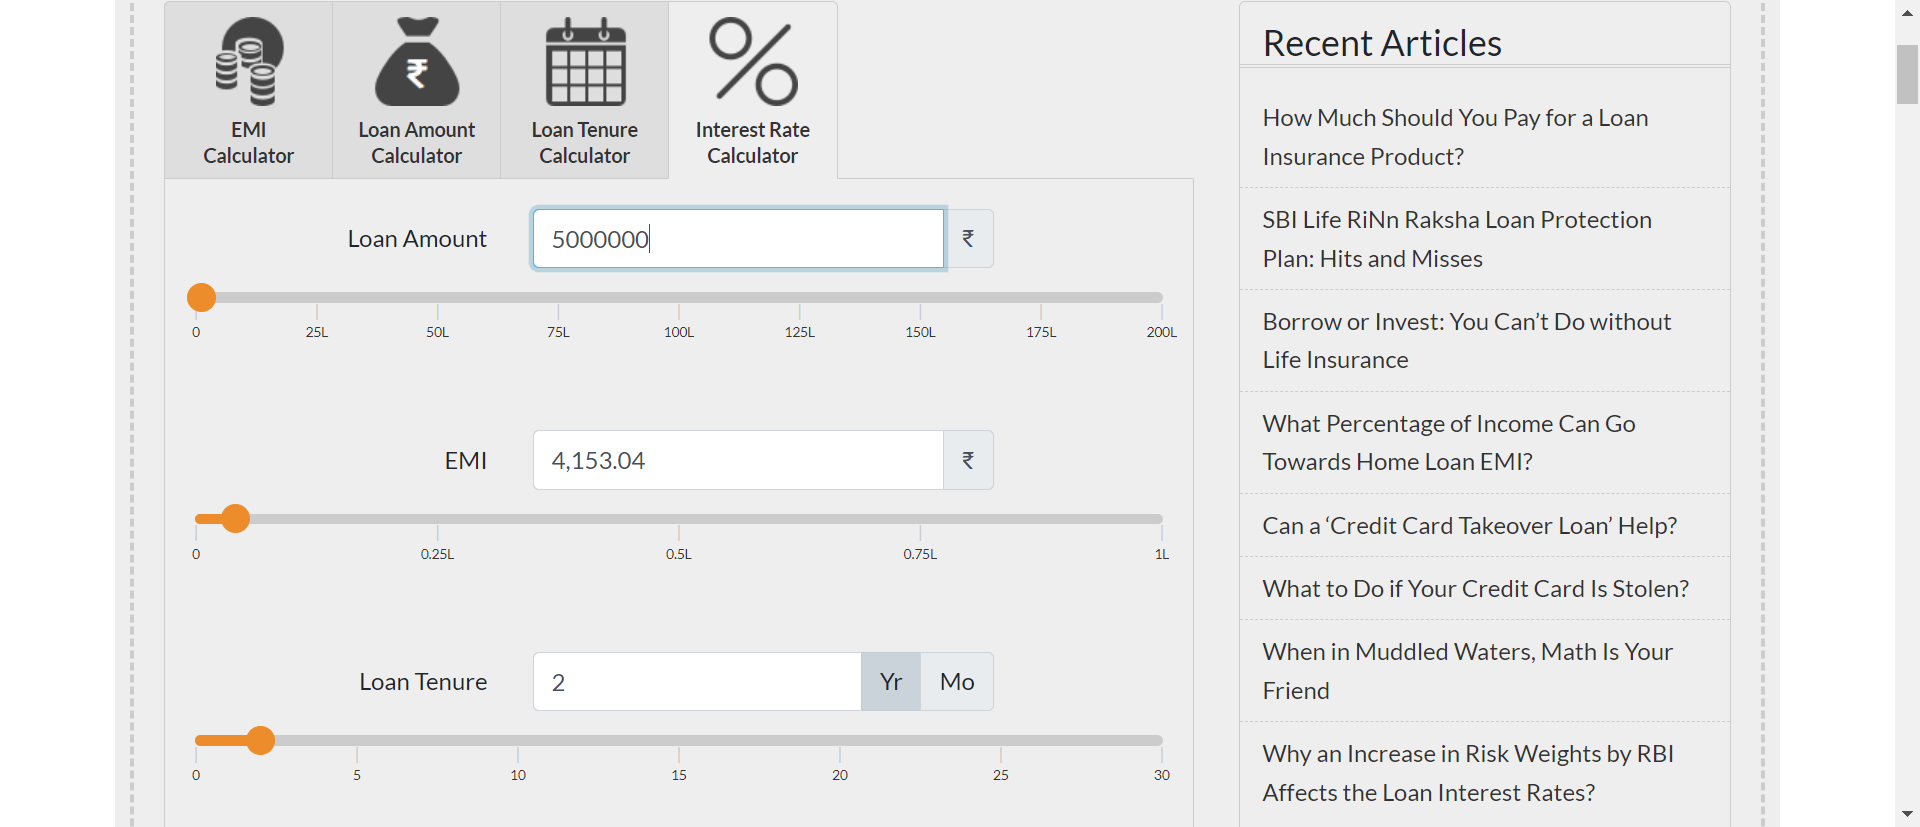 EMI
Calculator
Loan Amount
Calculator
Loan Tenure
Calculator
Interest Rate
Calculator
Loan Amount
5000000
₹
0 25L 50L 75L 100L 125L 150L 175L 200L
EMI
4,153.04
₹
0 0.25L 0.5L 0.75L 1L
Loan Tenure
2
Yr Mo
0 5 10 15 20 25 30
Recent Articles
How Much Should You Pay for a Loan
Insurance Product?
SBI Life RiNn Raksha Loan Protection
Plan: Hits and Misses
Borrow or Invest: You Can’t Do without
Life Insurance
What Percentage of Income Can Go
Towards Home Loan EMI?
Can a ‘Credit Card Takeover Loan’ Help?
What to Do if Your Credit Card Is Stolen?
When in Muddled Waters, Math Is Your
Friend
Why an Increase in Risk Weights by RBI
Affects the Loan Interest Rates?